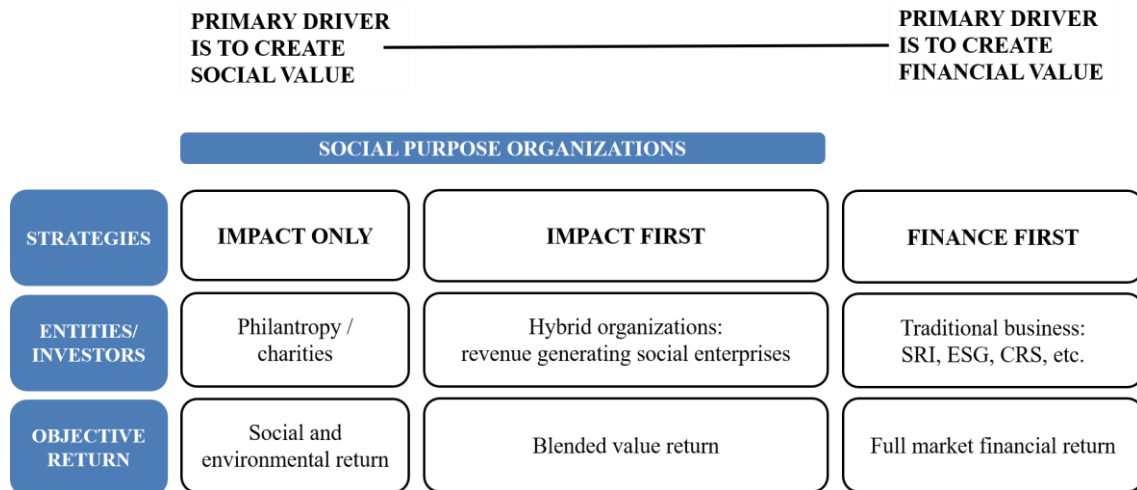 PRIMARY DRIVER
IS TO CREATE
SOCIAL VALUE
PRIMARY DRIVER
IS TO CREATE
FINANCIAL VALUE
SOCIAL PURPOSE ORGANIZATIONS
STRATEGIES
IMPACT ONLY
IMPACT FIRST
FINANCE FIRST
ENTITIES/
INVESTORS
Philantropy /
charities
Hybrid organizations:
revenue generating social enterprises
Traditional business:
SRI, ESG, CRS, etc.
OBJECTIVE
RETURN
Social and
environmental return
Blended value return
Full market financial return